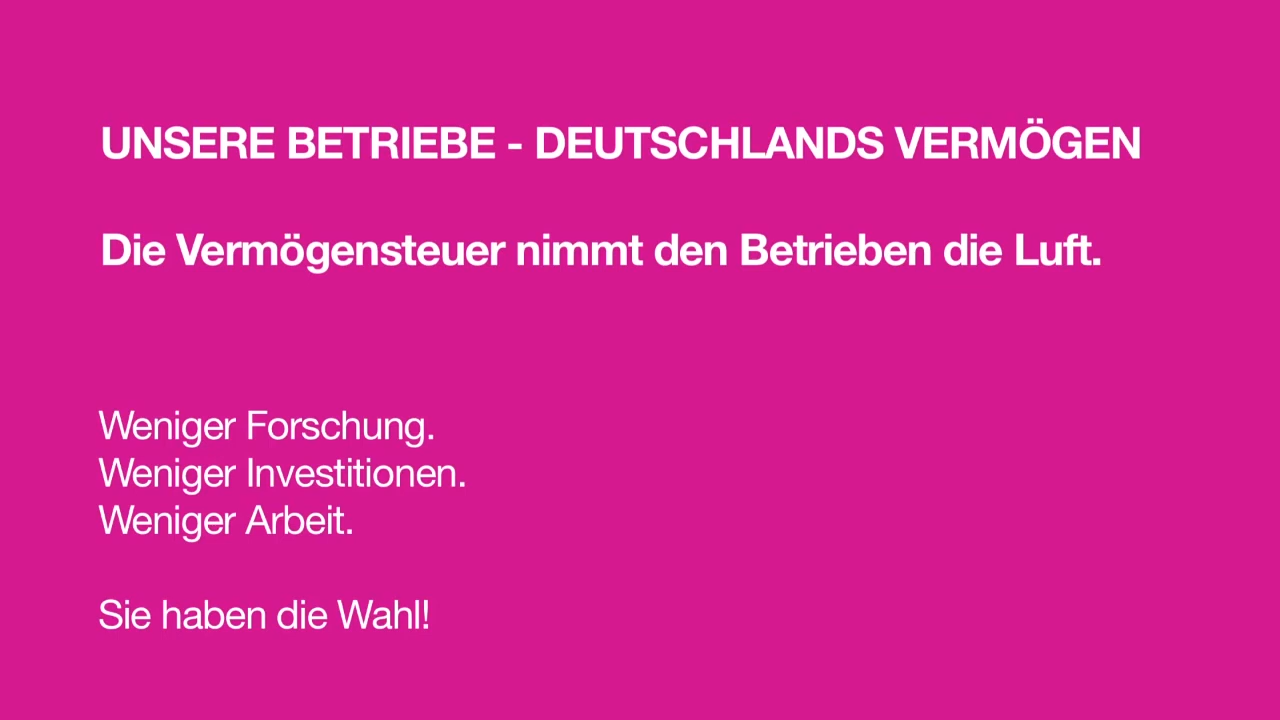 UNSERE BETRIEBE - DEUTSCHLANDS VERMÖGEN
Die Vermögensteuer nimmt den Betrieben die Luft.
Weniger Forschung.
Weniger Investitionen.
Weniger Arbeit.
Sie haben die Wahl!